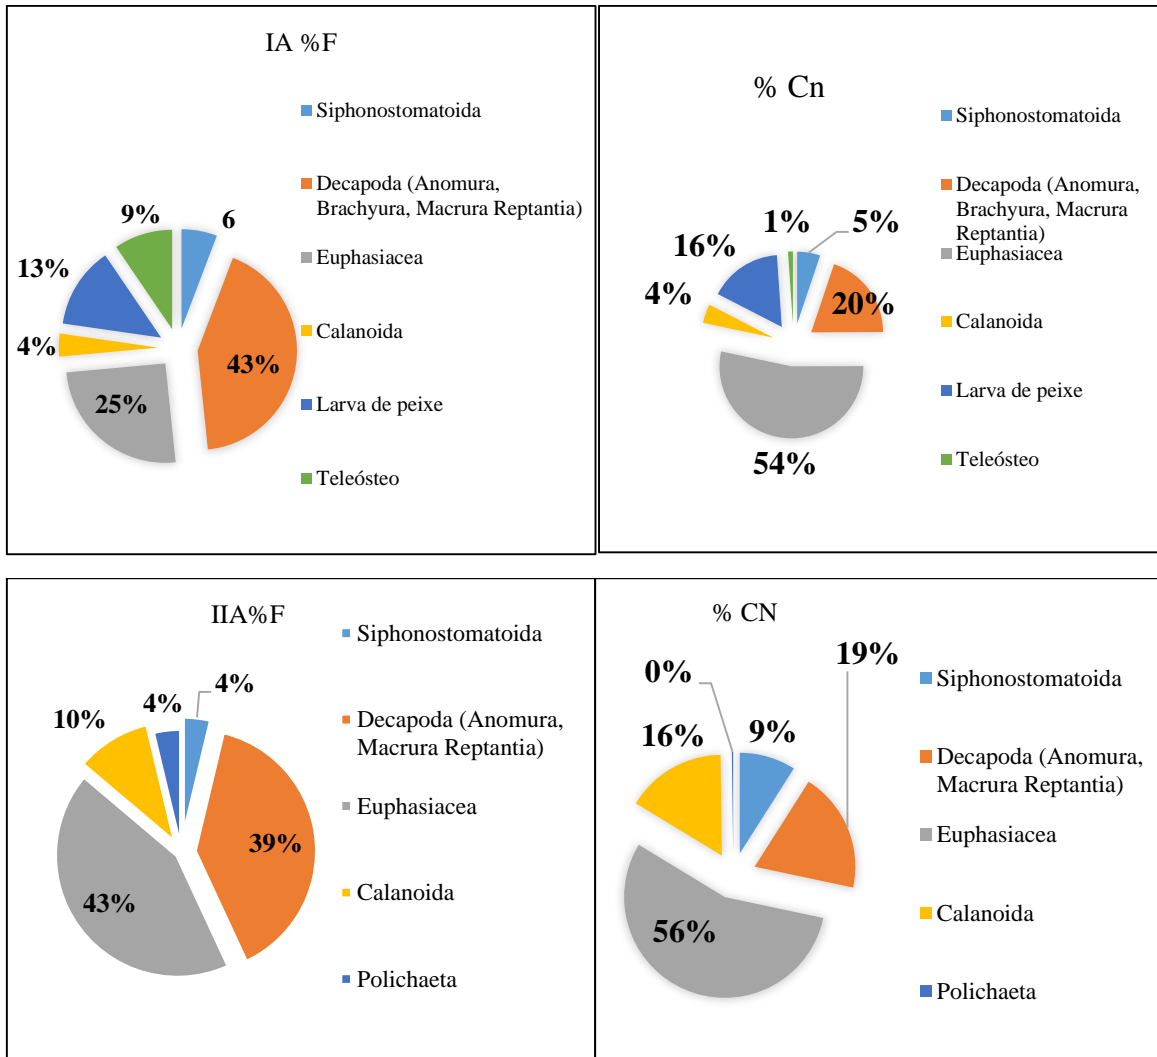 IA %F
Siphonostomatoida
Decapoda (Anomura,
Brachyura, Macrura Reptantia)
Euphasiacea
Calanoida
Larva de peixe
Teleósteo
6
43%
25%
4%
13%
9%
% Cn
Siphonostomatoida
Decapoda (Anomura,
Brachyura, Macrura
Reptantia)
Euphasiacea
Calanoida
Larva de peixe
Teleósteo
5%
20%
54%
4%
16%
1%
IIA%F
Siphonostomatoida
Decapoda (Anomura,
Macrura Reptantia)
Euphasiacea
Calanoida
Polichaeta
4%
39%
43%
10%
4%
% CN
Siphonostomatoida
Decapoda (Anomura,
Macrura Reptantia)
Euphasiacea
Calanoida
Polichaeta
9%
19%
56%
16%
0%